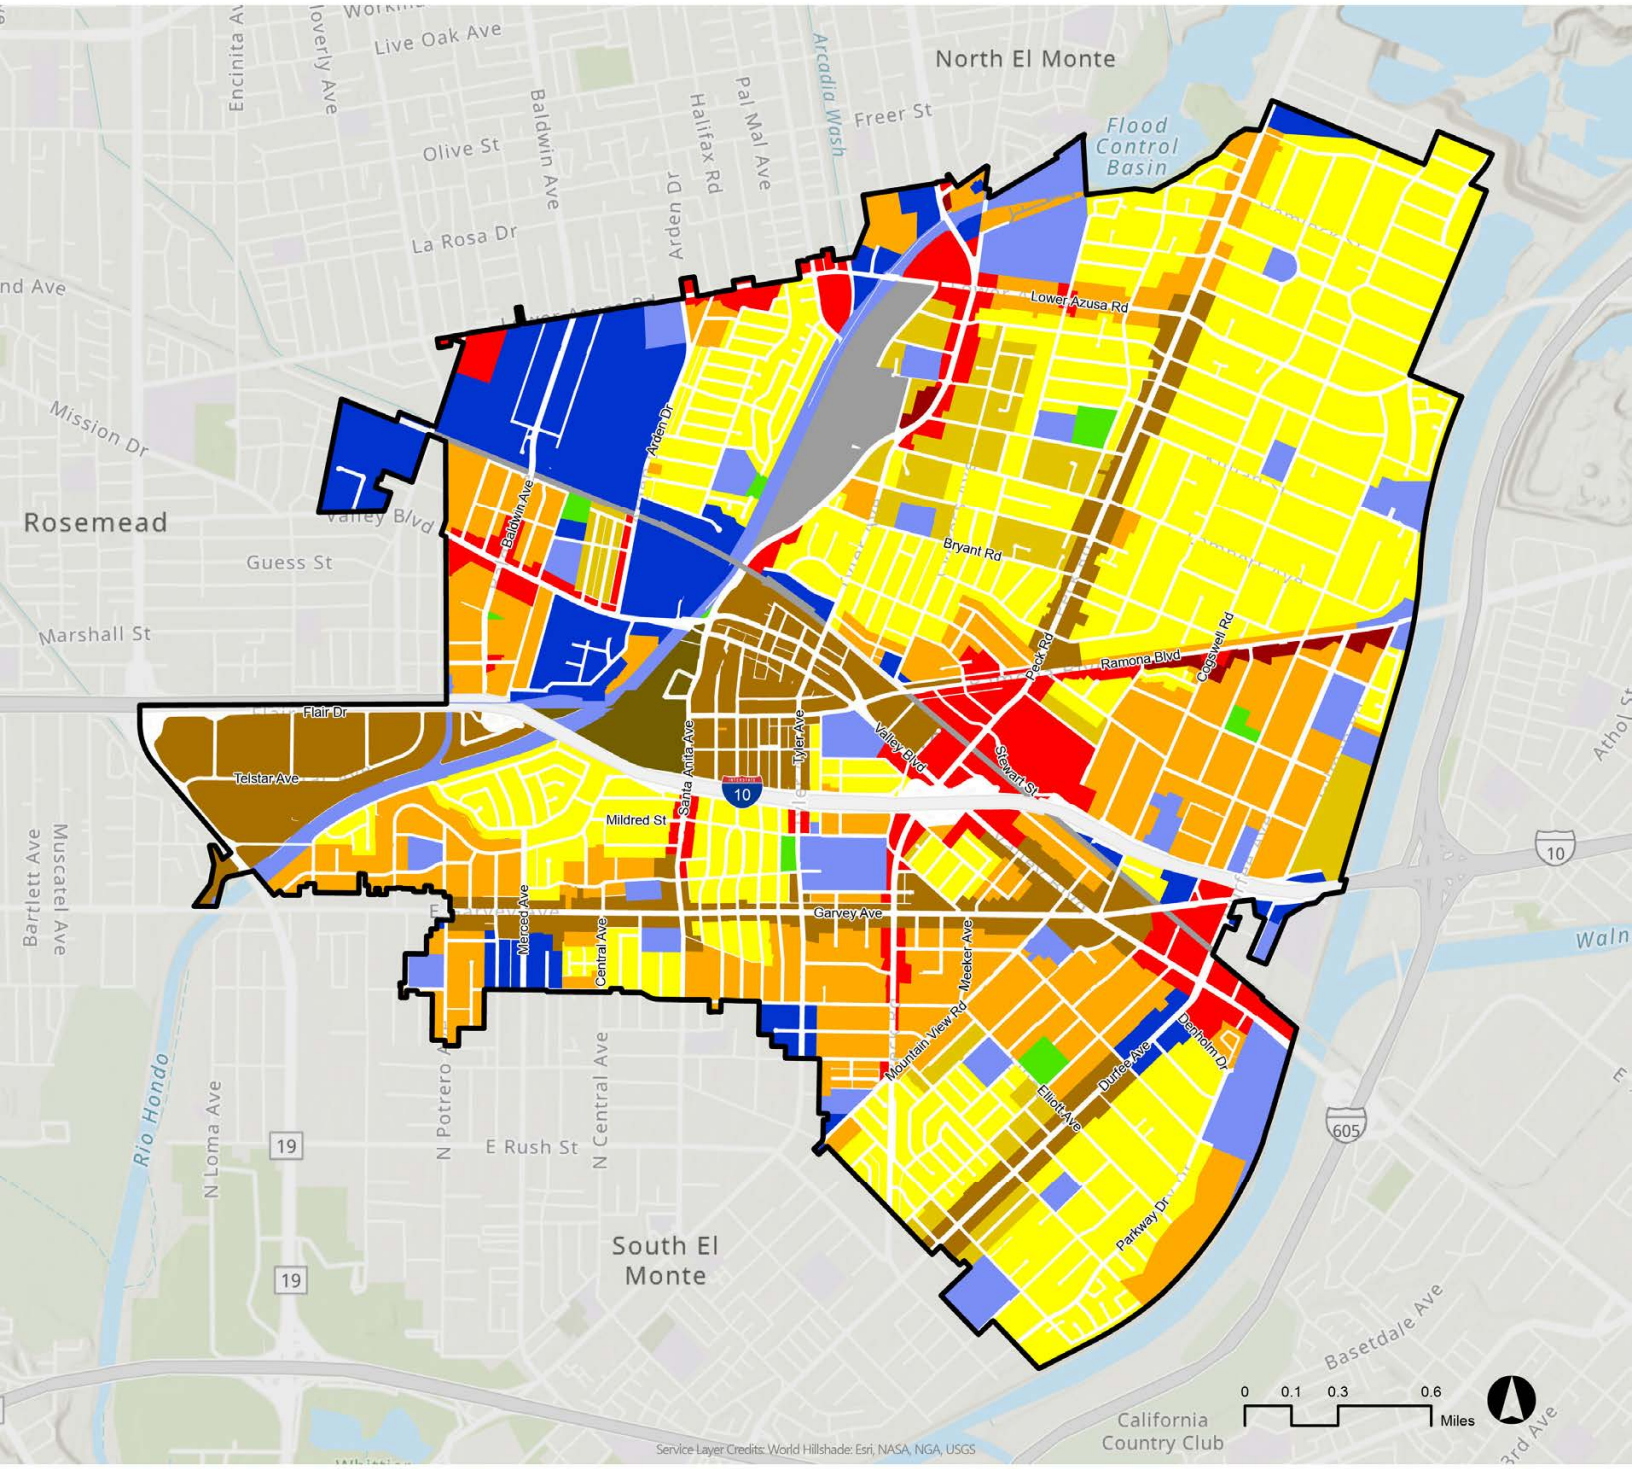 Live Oak Ave
Encinita Av
loverly Ave
North El Monte
Arcadia Wash
Pal Mal Ave
Halifax Rd
Baldwin Ave
Freer St
Flood
Control
Basin
Olive St
Arden Dr
La Rosa Dr
nd Ave
Lower Azusa Rd
Mission Dr
Arden Dr
Baldwin Ave
Rosemead
Valley Blvd
Guess St
Bryant Rd
Marshall St
Cogswell Rd
Peck Rd
Ramona Blvd
Flair Dr
Athol St
Santa Anita Ave
Tyler Ave
Valley Blvd
Stewart St
Telstar Ave
INTERSTATE
10
Mildred St
10
Bartlett Ave
Muscatel Ave
Merced Ave
Garvey Ave
Central Ave
Meeker Ave
Waln
Mountain View Rd
Denholm Dr
Durfee Ave
Elliott Ave
Rio Hondo
N Loma Ave
N Potrero A
N Central Ave
19
E Rush St
605
Parkway Dr
South El
Monte
19
Basetdale Ave
0 0.1 0.3 0.6
Miles
California
Country Club
3rd Ave
Service Layer Credits: World Hillshade: Esri, NASA, NGA, USGS